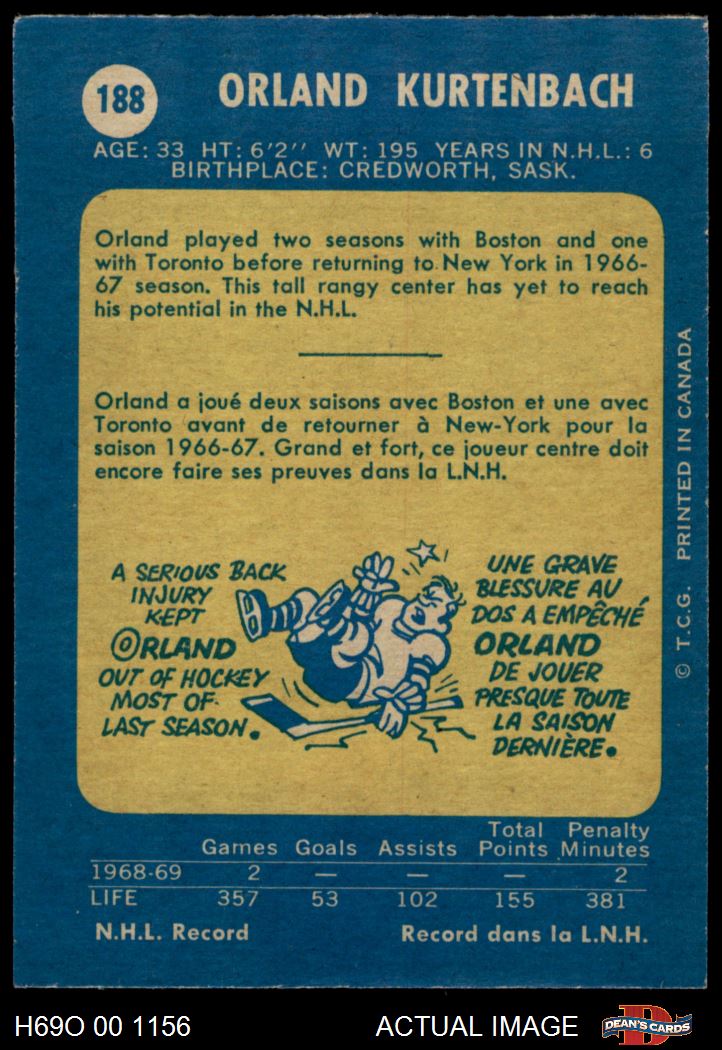 188
ORLAND KURTENBACH
AGE: 33 HT: 6'2'' WT: 195 YEARS IN N.H.L.: 6
BIRTHPLACE: CREDWORTH, SASK.
Orland played two seasons with Boston and one
with Toronto before returning to New York in 1966-
67 season. This tall rangy center has yet to reach
his potential in the N.H.L.
Orland a joué deux saisons avec Boston et une avec
Toronto avant de retourner à New-York pour la
saison 1966-67. Grand et fort, ce joueur centre doit
encore faire ses preuves dans la L.N.H.
A SERIOUS BACK
INJURY
KEPT
ORLAND
OUT OF HOCKEY
MOST OF
LAST SEASON.
UNE GRAVE
BLESSURE AU
DOS A EMPÊCHÉ
ORLAND
DE JOUER
PRESQUE TOUTE
LA SAISON
DERNIÈRE.
© T.C.G. PRINTED IN CANADA
Games Goals Assists Total Points Penalty Minutes
1968-69 2 — — — 2
LIFE 357 53 102 155 381
N.H.L. Record Record dans la L.N.H.
H69O 00 1156 ACTUAL IMAGE D DEAN'S CARDS